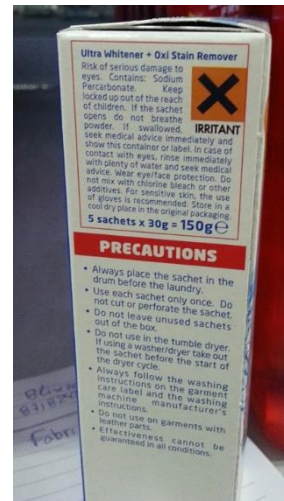 Ultra Whitener + Oxi Stain Remover
Risk of serious damage to
eyes. Contains: Sodium
Percarbonate. Keep
locked up out of the reach
of children. If the sachet
opens do not breathe
powder. If swallowed,
seek medical advice immediately and
show this container or label. In case of
contact with eyes, rinse immediately
with plenty of water and seek medical
advice. Wear eye/face protection. Do
not mix with chlorine bleach or other
additives. For sensitive skin, the use
of gloves is recommended. Store in a
cool dry place in the original packaging.
IRRITANT
5 sachets x 30g = 150g℮
PRECAUTIONS
• Always place the sachet in the
drum before the laundry.
• Use each sachet only once. Do
not cut or perforate the sachet.
• Do not leave unused sachets
out of the box.
• Do not use in the tumble dryer.
If using a washer/dryer take out
the sachet before the start of
the dryer cycle.
• Always follow the washing
instructions on the garment
care label and the washing
machine manufacturer's
instructions.
• Do not use on garments with
leather parts.
• Effectiveness cannot be
guaranteed in all conditions.
Fabri